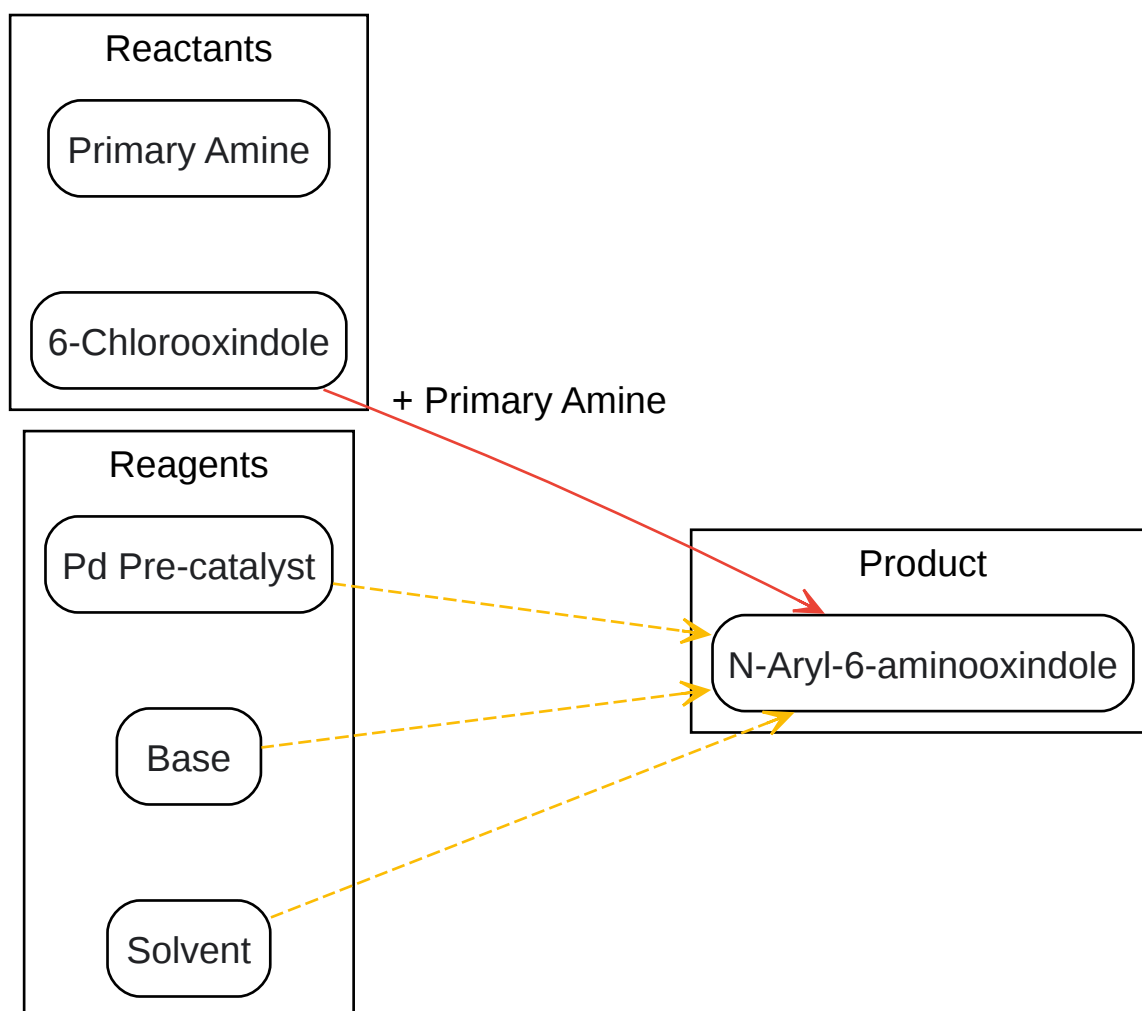 Reactants
Primary Amine
6-Chlorooxindole
+ Primary Amine
Reagents
Pd Pre-catalyst
Base
Solvent
Product
N-Aryl-6-aminooxindole